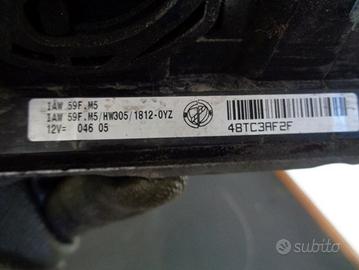 IAW 59F.M5
IAW 59F.M5/HW305/1812-0YZ
12V= 046 05
4BTC3AF2F
subito